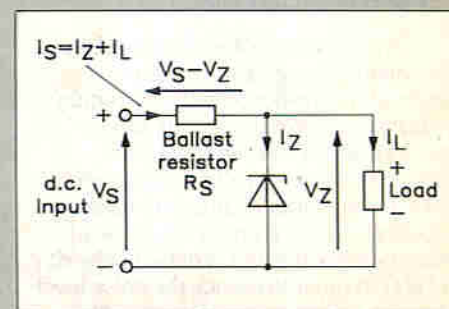 IS=IZ+IL
VS−VZ
+
Ballast
resistor
RS
IZ
IL
+
d.c.
Input
VS
VZ
Load
−
−